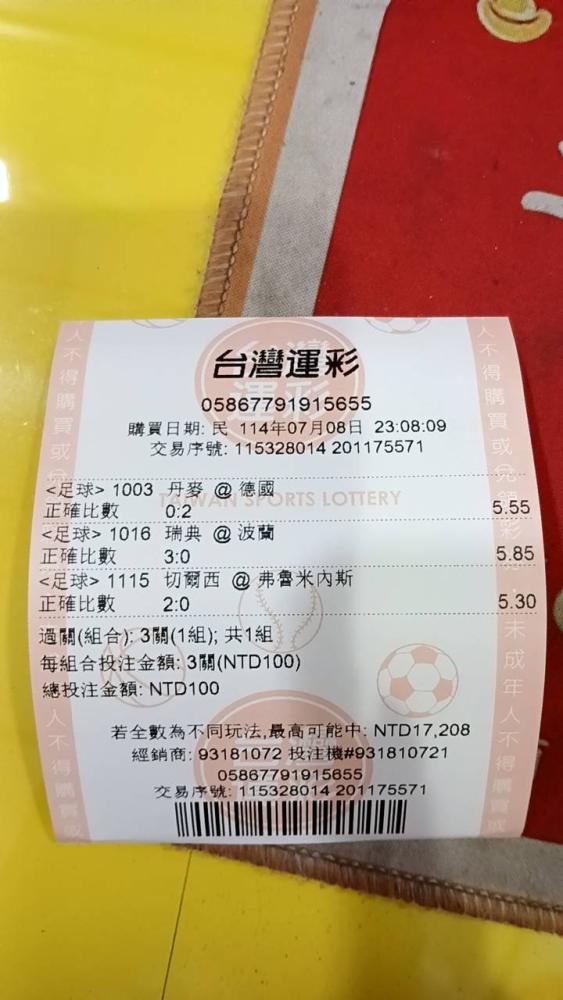 台灣運彩
05867791915655
購買日期: 民 114年07月08日 23:08:09
交易序號: 115328014 201175571
TAIWAN SPORTS LOTTERY
<足球> 1003 丹麥 @ 德國
正確比數 0:2 5.55
<足球> 1016 瑞典 @ 波蘭
正確比數 3:0 5.85
<足球> 1115 切爾西 @ 弗魯米內斯
正確比數 2:0 5.30
過關(組合): 3關(1組); 共1組
每組合投注金額: 3關(NTD100)
總投注金額: NTD100
若全數為不同玩法,最高可能中: NTD17,208
經銷商: 93181072 投注機#931810721
05867791915655
交易序號: 115328014 201175571
人不得購買或
未成年人不得購買或